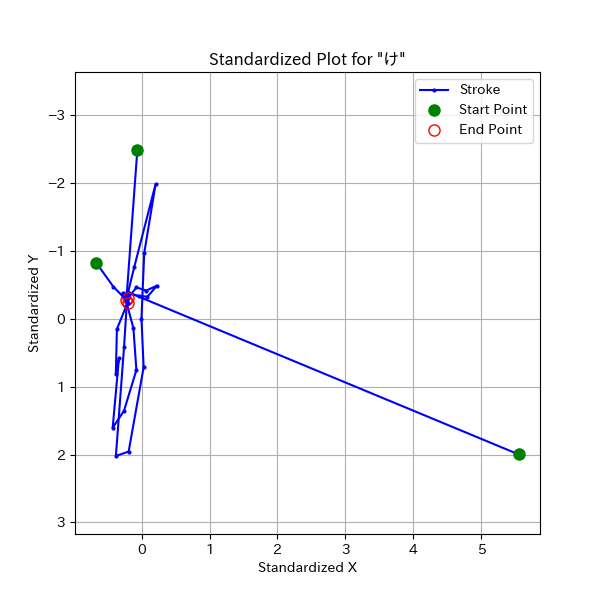 Standardized Plot for "け"
Stroke
Start Point
End Point
Standardized Y
−3
−2
−1
0
1
2
3
0 1 2 3 4 5
Standardized X